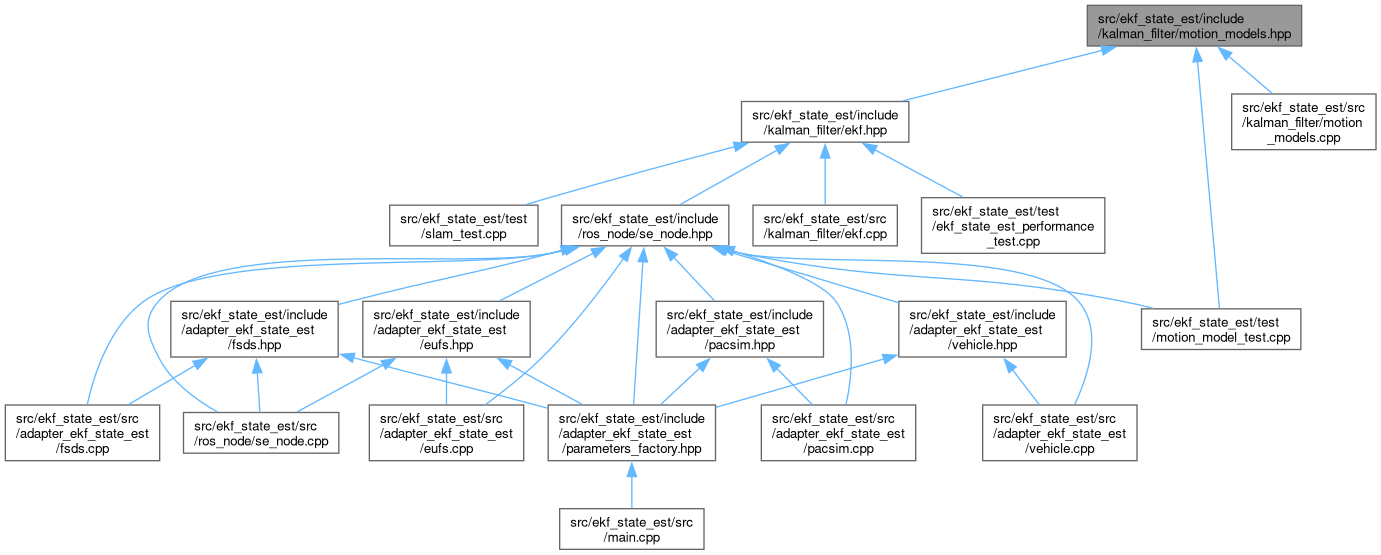 src/ekf_state_est/include
/kalman_filter/motion_models.hpp
src/ekf_state_est/include
/kalman_filter/ekf.hpp
src/ekf_state_est/src
/kalman_filter/motion
_models.cpp
src/ekf_state_est/test
/slam_test.cpp
src/ekf_state_est/include
/ros_node/se_node.hpp
src/ekf_state_est/src
/kalman_filter/ekf.cpp
src/ekf_state_est/test
/ekf_state_est_performance
_test.cpp
src/ekf_state_est/include
/adapter_ekf_state_est
/fsds.hpp
src/ekf_state_est/include
/adapter_ekf_state_est
/eufs.hpp
src/ekf_state_est/include
/adapter_ekf_state_est
/pacsim.hpp
src/ekf_state_est/include
/adapter_ekf_state_est
/vehicle.hpp
src/ekf_state_est/test
/motion_model_test.cpp
src/ekf_state_est/src
/adapter_ekf_state_est
/fsds.cpp
src/ekf_state_est/src
/ros_node/se_node.cpp
src/ekf_state_est/src
/adapter_ekf_state_est
/eufs.cpp
src/ekf_state_est/include
/adapter_ekf_state_est
/parameters_factory.hpp
src/ekf_state_est/src
/adapter_ekf_state_est
/pacsim.cpp
src/ekf_state_est/src
/adapter_ekf_state_est
/vehicle.cpp
src/ekf_state_est/src
/main.cpp